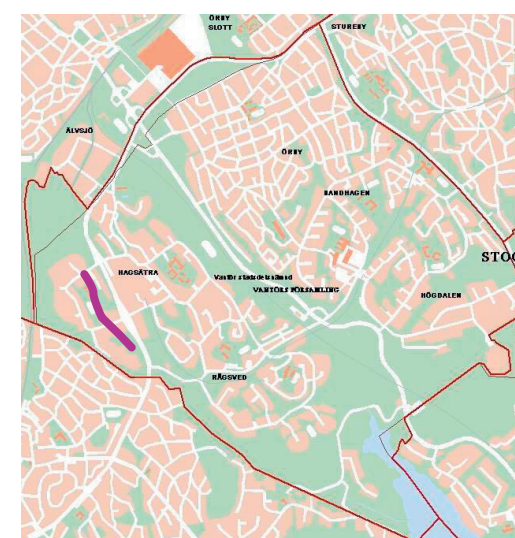 ÖRBY
SLOTT
STUREBY
ÄLVSJÖ
ÖRBY
BANDHAGEN
STOC
HAGSÄTRA
Vantörs stadsdelsnämnd
VANTÖRS FÖRSAMLING
HÖGDALEN
RÅGSVED